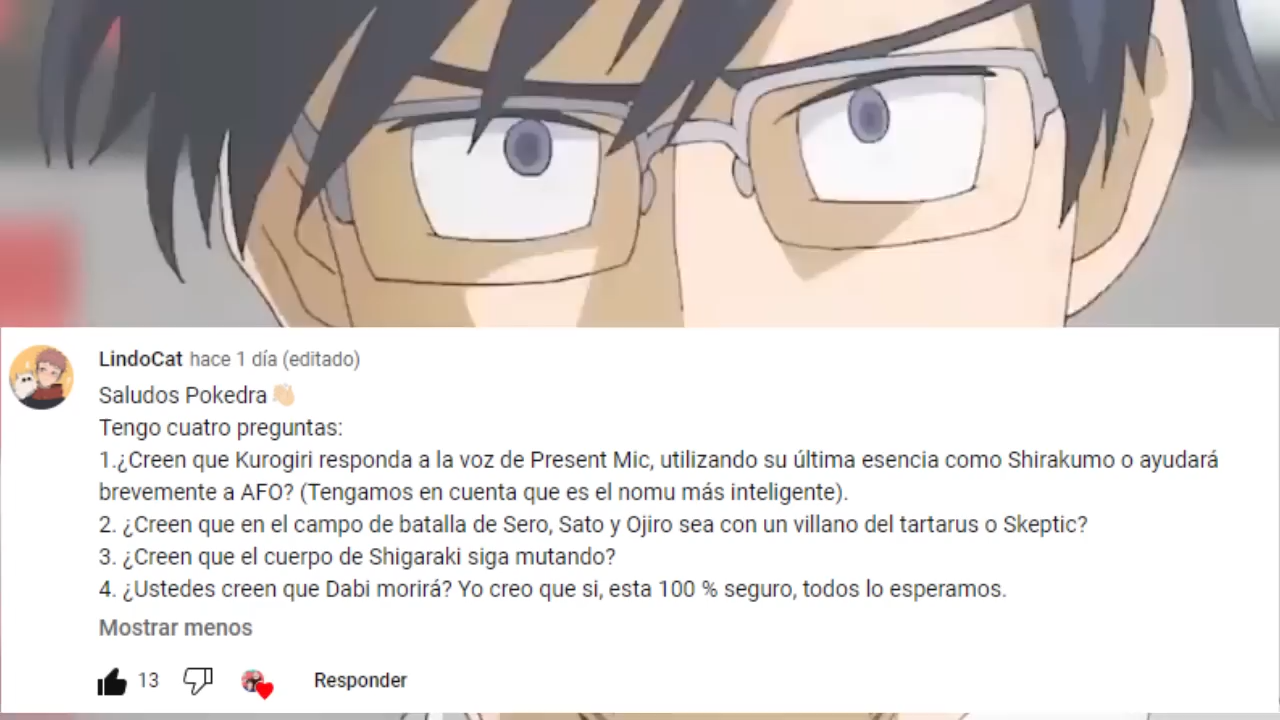 LindoCat hace 1 día (editado)
Saludos Pokedra 👏🏻
Tengo cuatro preguntas:
1.¿Creen que Kurogiri responda a la voz de Present Mic, utilizando su última esencia como Shirakumo o ayudará
brevemente a AFO? (Tengamos en cuenta que es el nomu más inteligente).
2. ¿Creen que en el campo de batalla de Sero, Sato y Ojiro sea con un villano del tartarus o Skeptic?
3. ¿Creen que el cuerpo de Shigaraki siga mutando?
4. ¿Ustedes creen que Dabi morirá? Yo creo que si, esta 100 % seguro, todos lo esperamos.
Mostrar menos
13 Responder